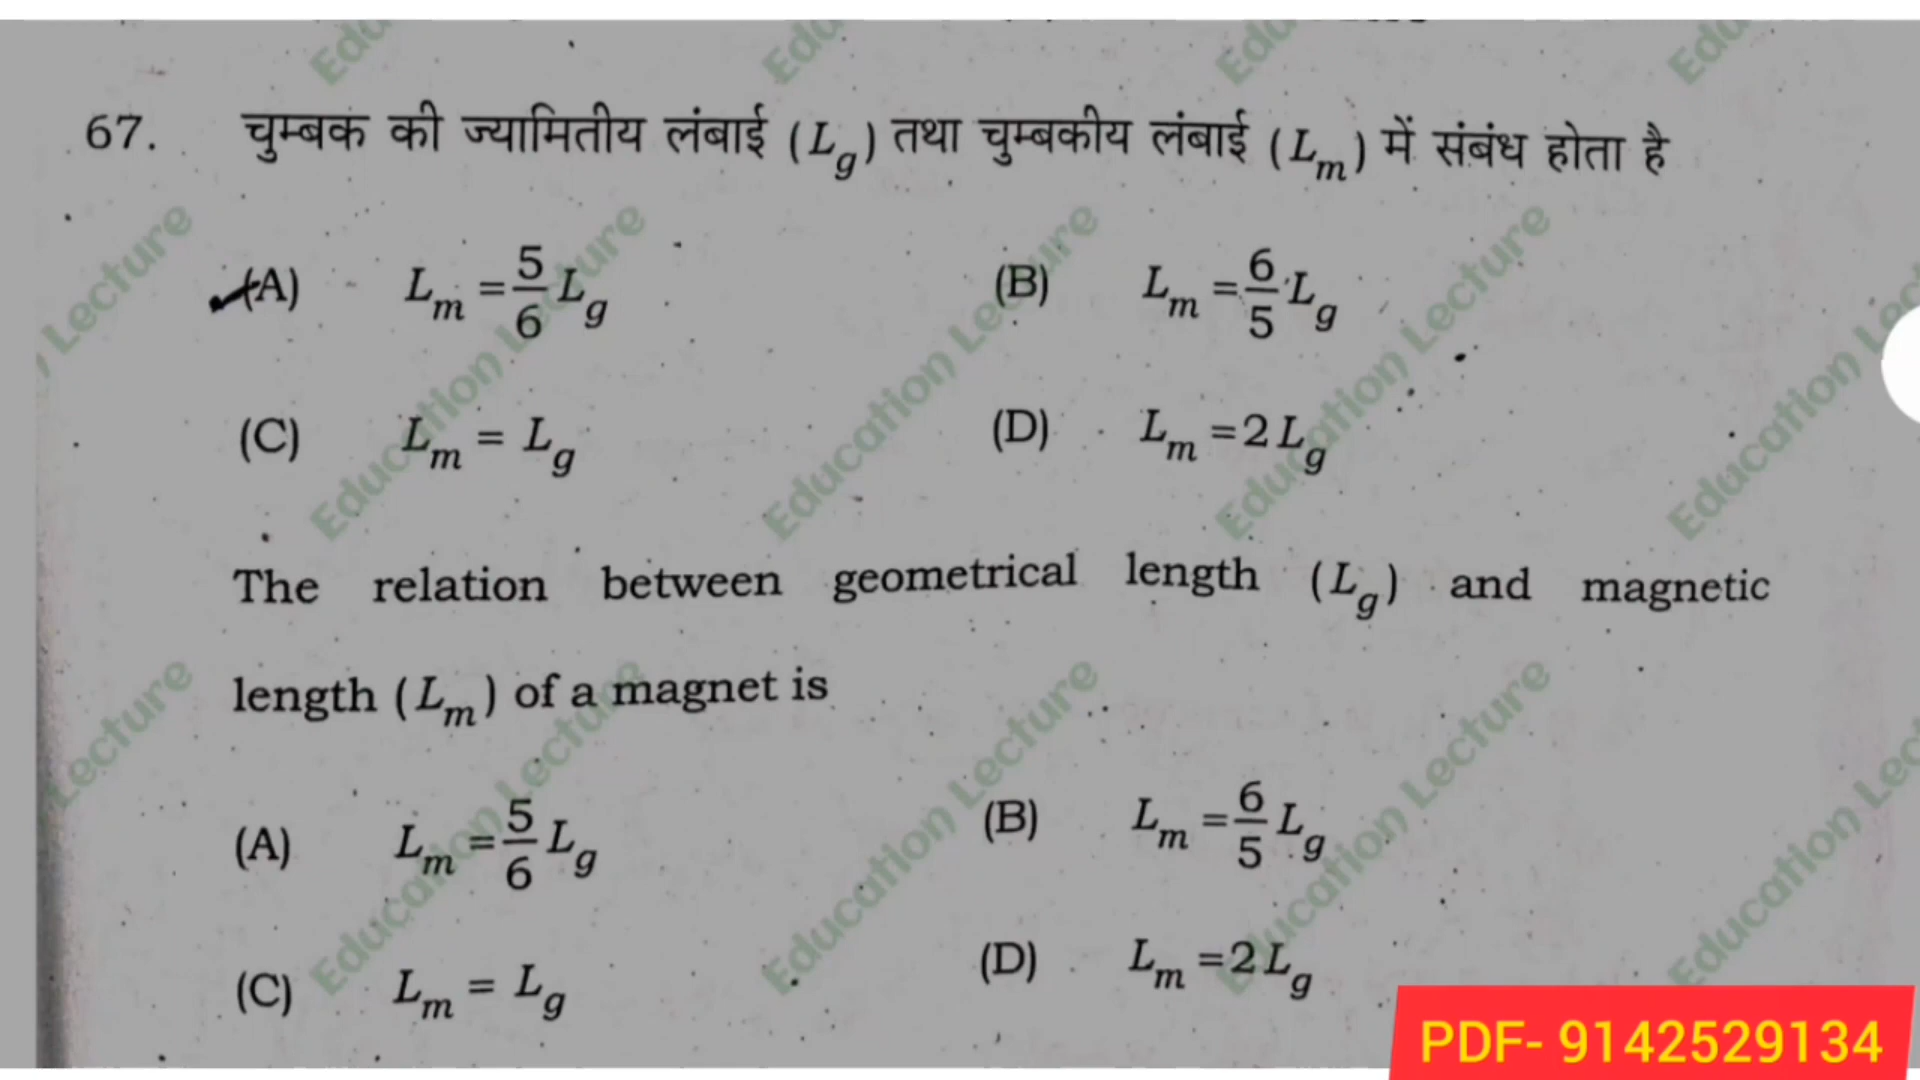 67. चुम्बक की ज्यामितीय लंबाई (L_g) तथा चुम्बकीय लंबाई (L_m) में संबंध होता है
(A) L_m = 5/6 L_g (B) L_m = 6/5 L_g
(C) L_m = L_g (D) L_m = 2 L_g
The relation between geometrical length (L_g) and magnetic
length (L_m) of a magnet is
(A) L_m = 5/6 L_g (B) L_m = 6/5 L_g
(C) L_m = L_g (D) L_m = 2 L_g
PDF- 9142529134
Education Lecture